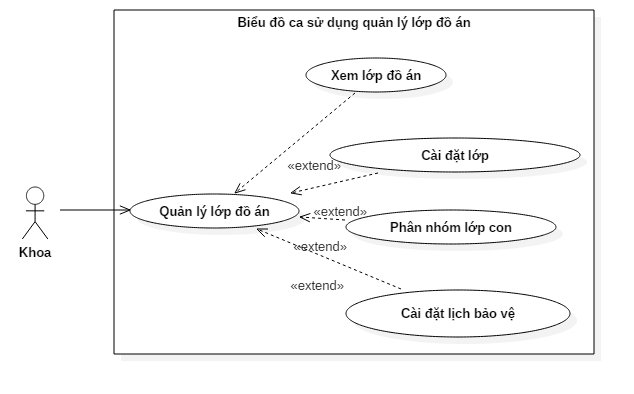 Biểu đồ ca sử dụng quản lý lớp đồ án
Xem lớp đồ án
«extend»
Cài đặt lớp
Quản lý lớp đồ án
«extend»
Phân nhóm lớp con
Khoa
«extend»
«extend»
Cài đặt lịch bảo vệ